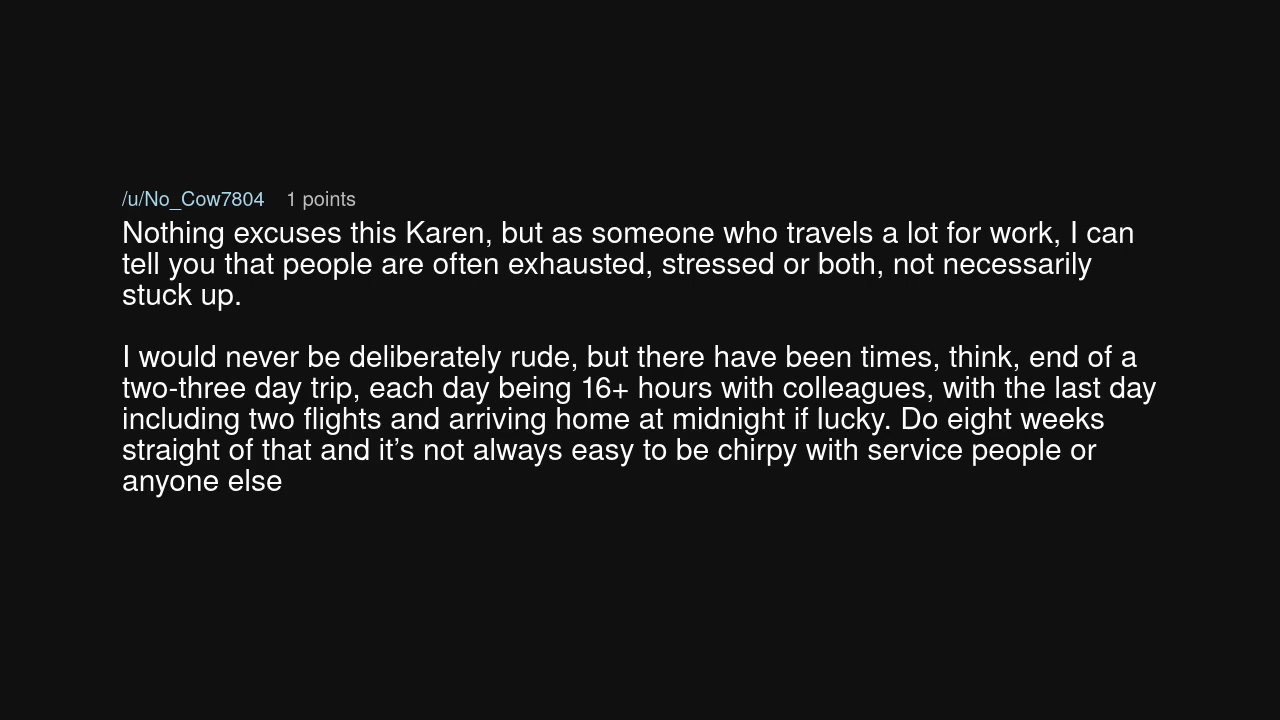 /u/No_Cow7804 1 points
Nothing excuses this Karen, but as someone who travels a lot for work, I can
tell you that people are often exhausted, stressed or both, not necessarily
stuck up.
I would never be deliberately rude, but there have been times, think, end of a
two-three day trip, each day being 16+ hours with colleagues, with the last day
including two flights and arriving home at midnight if lucky. Do eight weeks
straight of that and it’s not always easy to be chirpy with service people or
anyone else